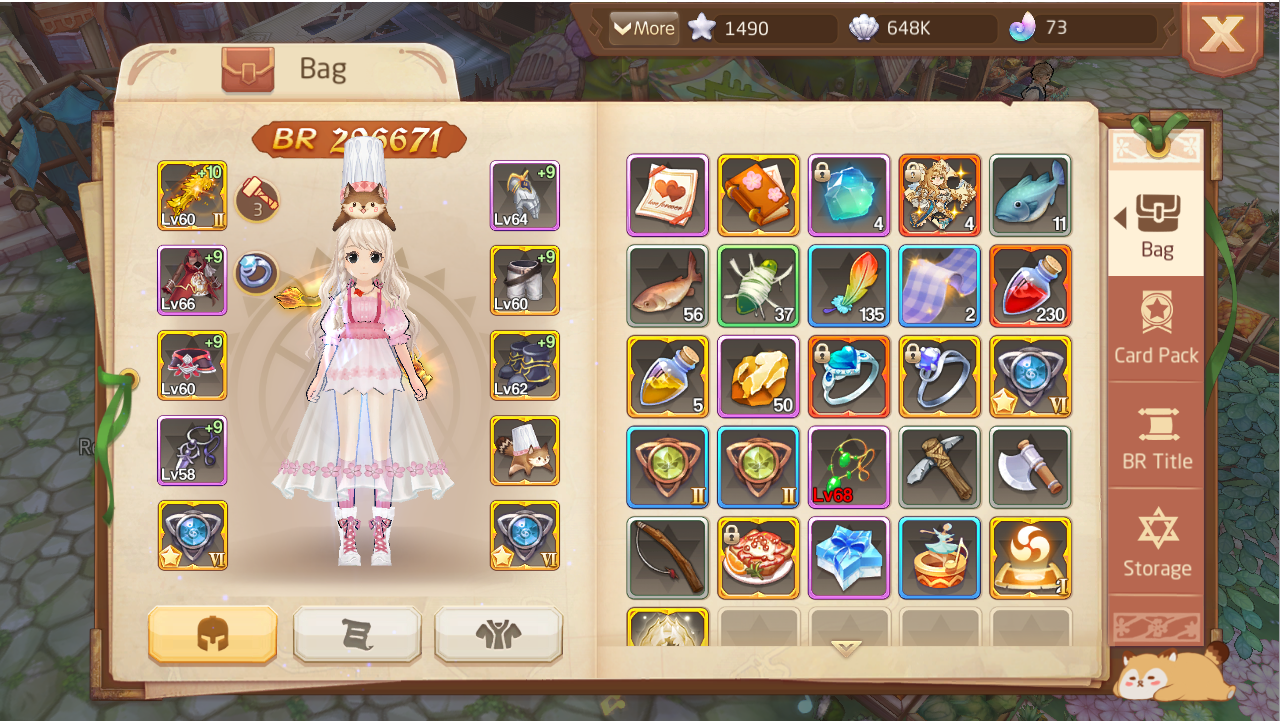 More
1490
648K
73
Bag
BR 206671
+10
Lv60
II
3
+9
Lv64
+9
Lv66
+9
Lv60
+9
Lv60
+9
Lv62
+9
Lv58
VI
VI
4
4
11
56
37
135
2
230
5
50
VI
II
II
Lv68
I
Bag
Card Pack
BR Title
Storage